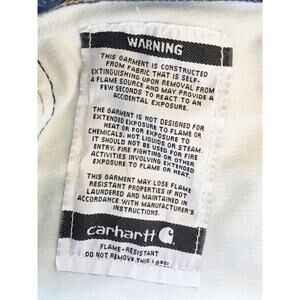 WARNING
THIS GARMENT IS CONSTRUCTED
FROM FABRIC THAT IS SELF-
EXTINGUISHING UPON REMOVAL FROM
A FLAME SOURCE AND MAY PROVIDE A
FEW SECONDS TO REACT TO AN
ACCIDENTAL EXPOSURE.
THE GARMENT IS NOT DESIGNED FOR
EXTENDED EXPOSURE TO FLAME OR
HEAT OR FOR EXPOSURE TO
CHEMICALS, HOT LIQUIDS OR STEAM.
IT SHOULD NOT BE USED FOR FIRE
ENTRY, FIRE FIGHTING OR OTHER
ACTIVITIES INVOLVING EXTENDED
EXPOSURE TO FLAME OR HEAT.
THIS GARMENT MAY LOSE FLAME
RESISTANT PROPERTIES IF NOT
LAUNDERED AND MAINTAINED IN
ACCORDANCE WITH MANUFACTURER'S
INSTRUCTIONS.
carhartt
FLAME-RESISTANT
DO NOT REMOVE THIS LABEL